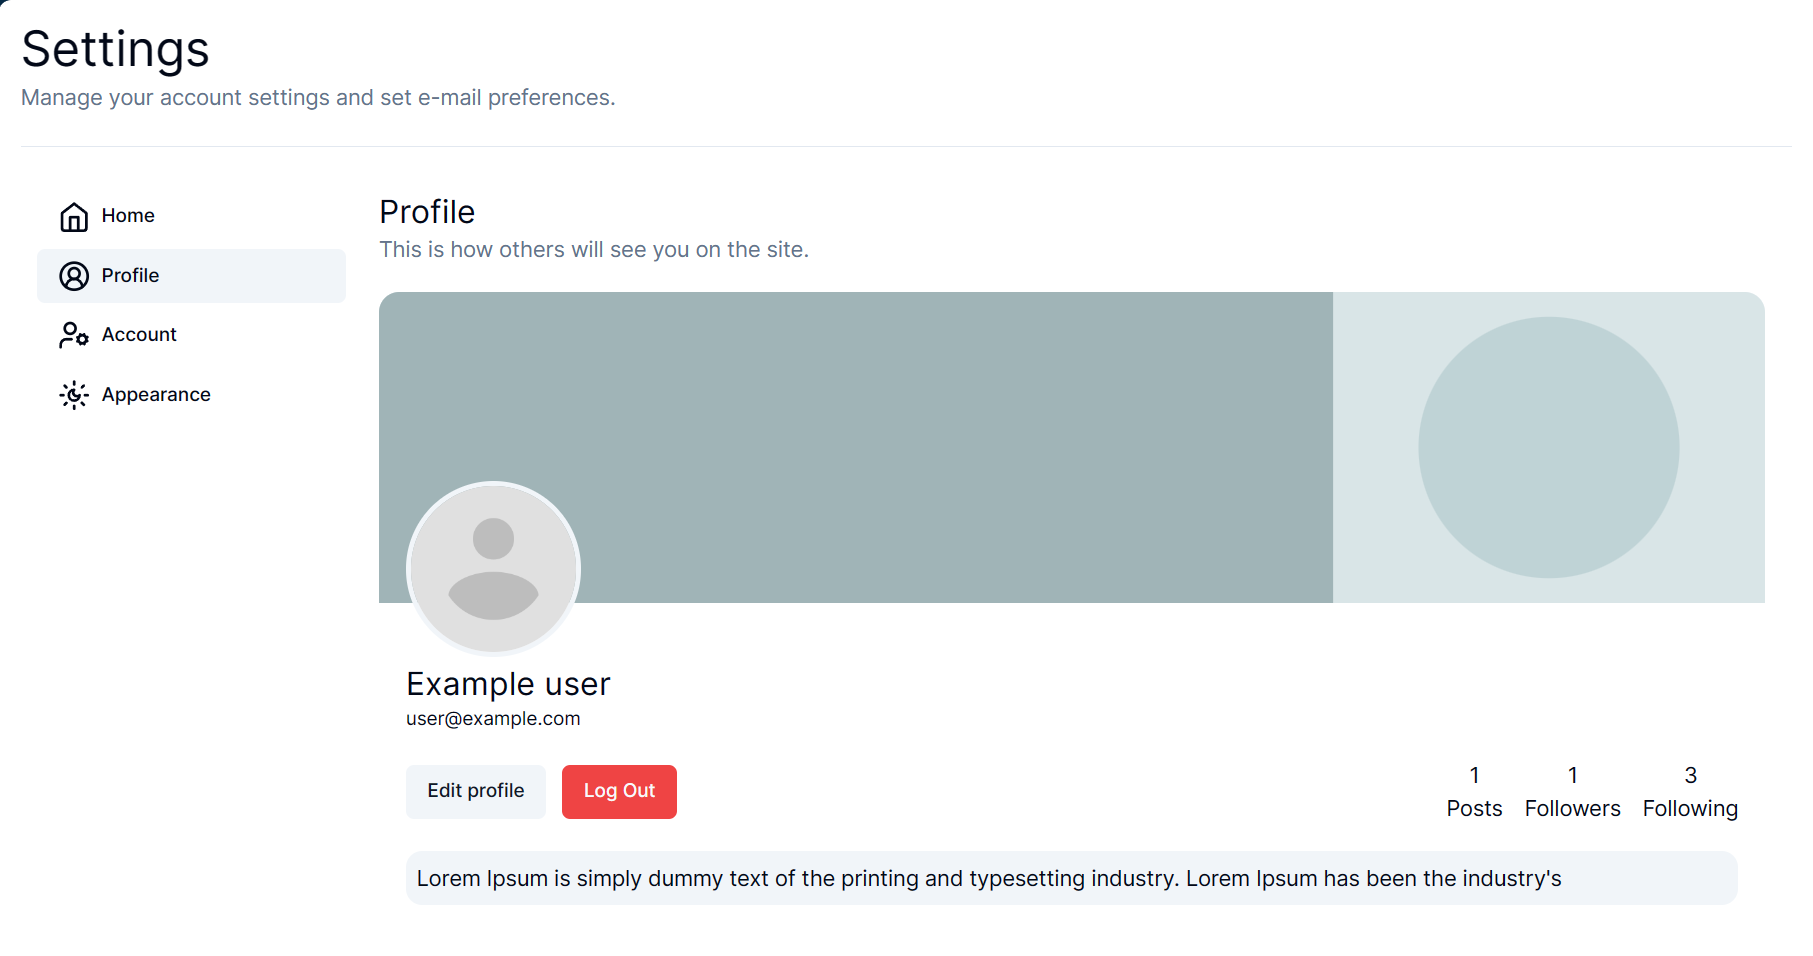 Settings
Manage your account settings and set e-mail preferences.
Home
Profile
Account
Appearance
Profile
This is how others will see you on the site.
Example user
user@example.com
Edit profile
Log Out
1
Posts
1
Followers
3
Following
Lorem Ipsum is simply dummy text of the printing and typesetting industry. Lorem Ipsum has been the industry's